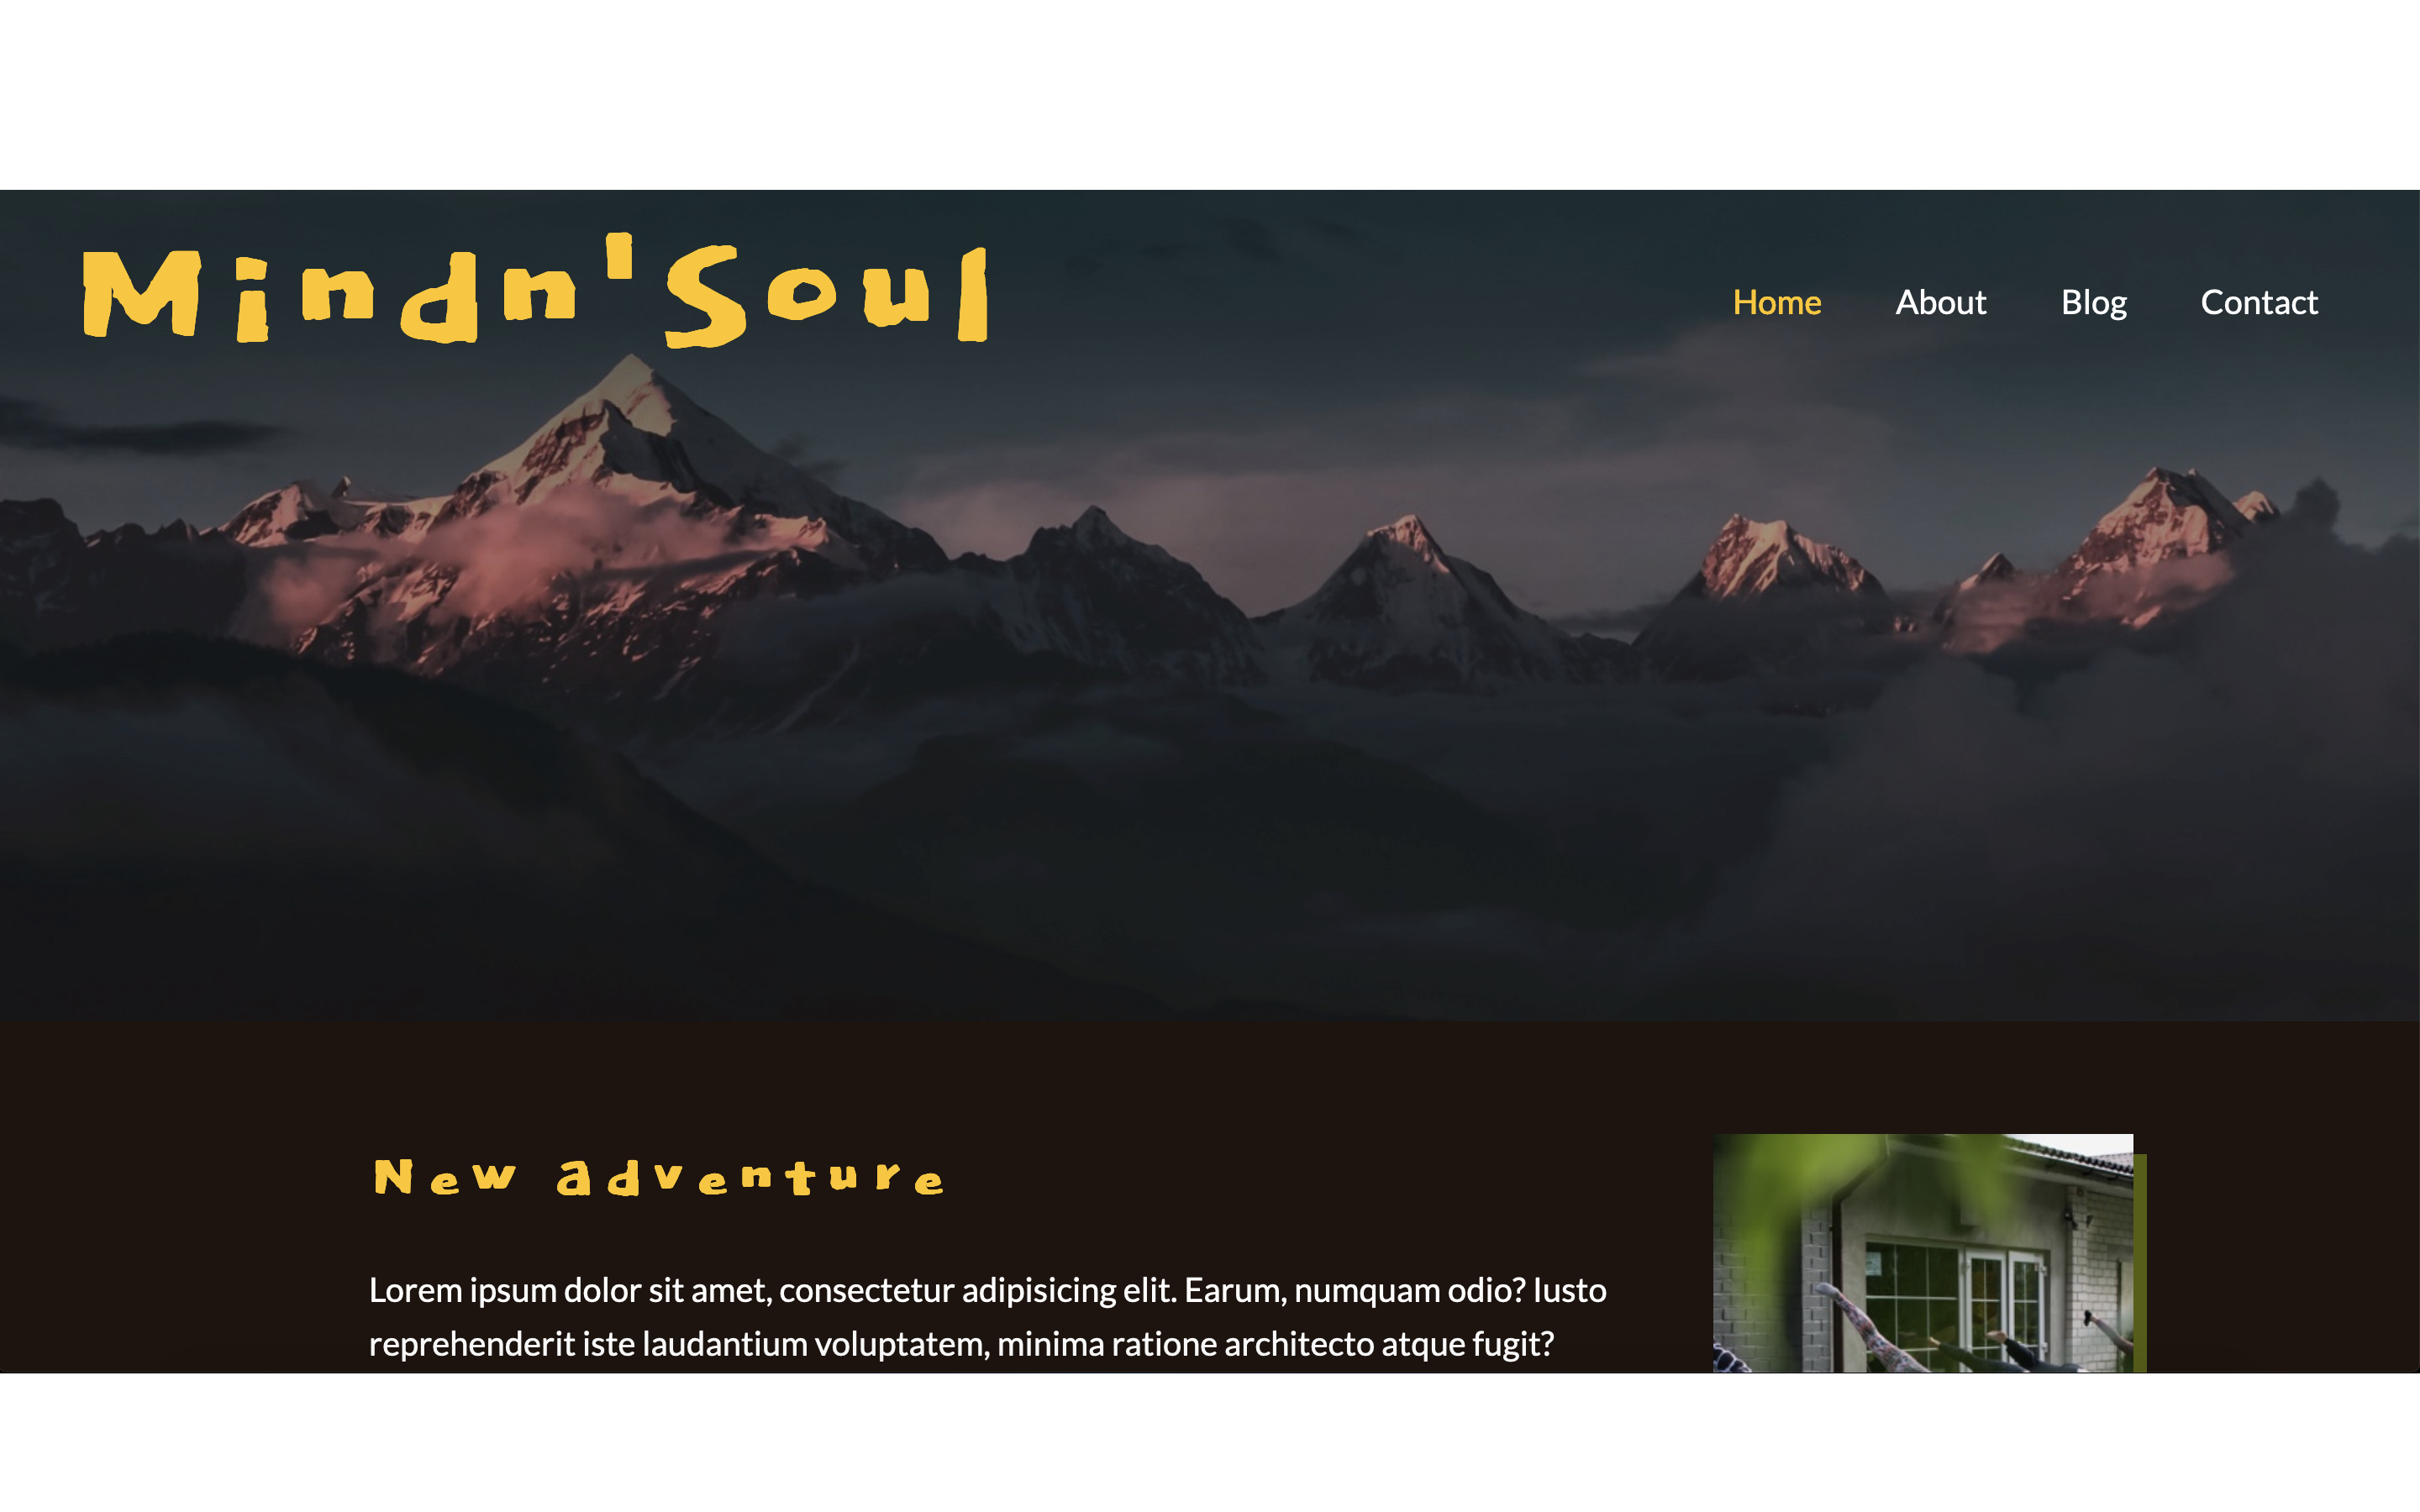 Mindn'Soul
Home About Blog Contact
New adventure
Lorem ipsum dolor sit amet, consectetur adipisicing elit. Earum, numquam odio? Iusto
reprehenderit iste laudantium voluptatem, minima ratione architecto atque fugit?